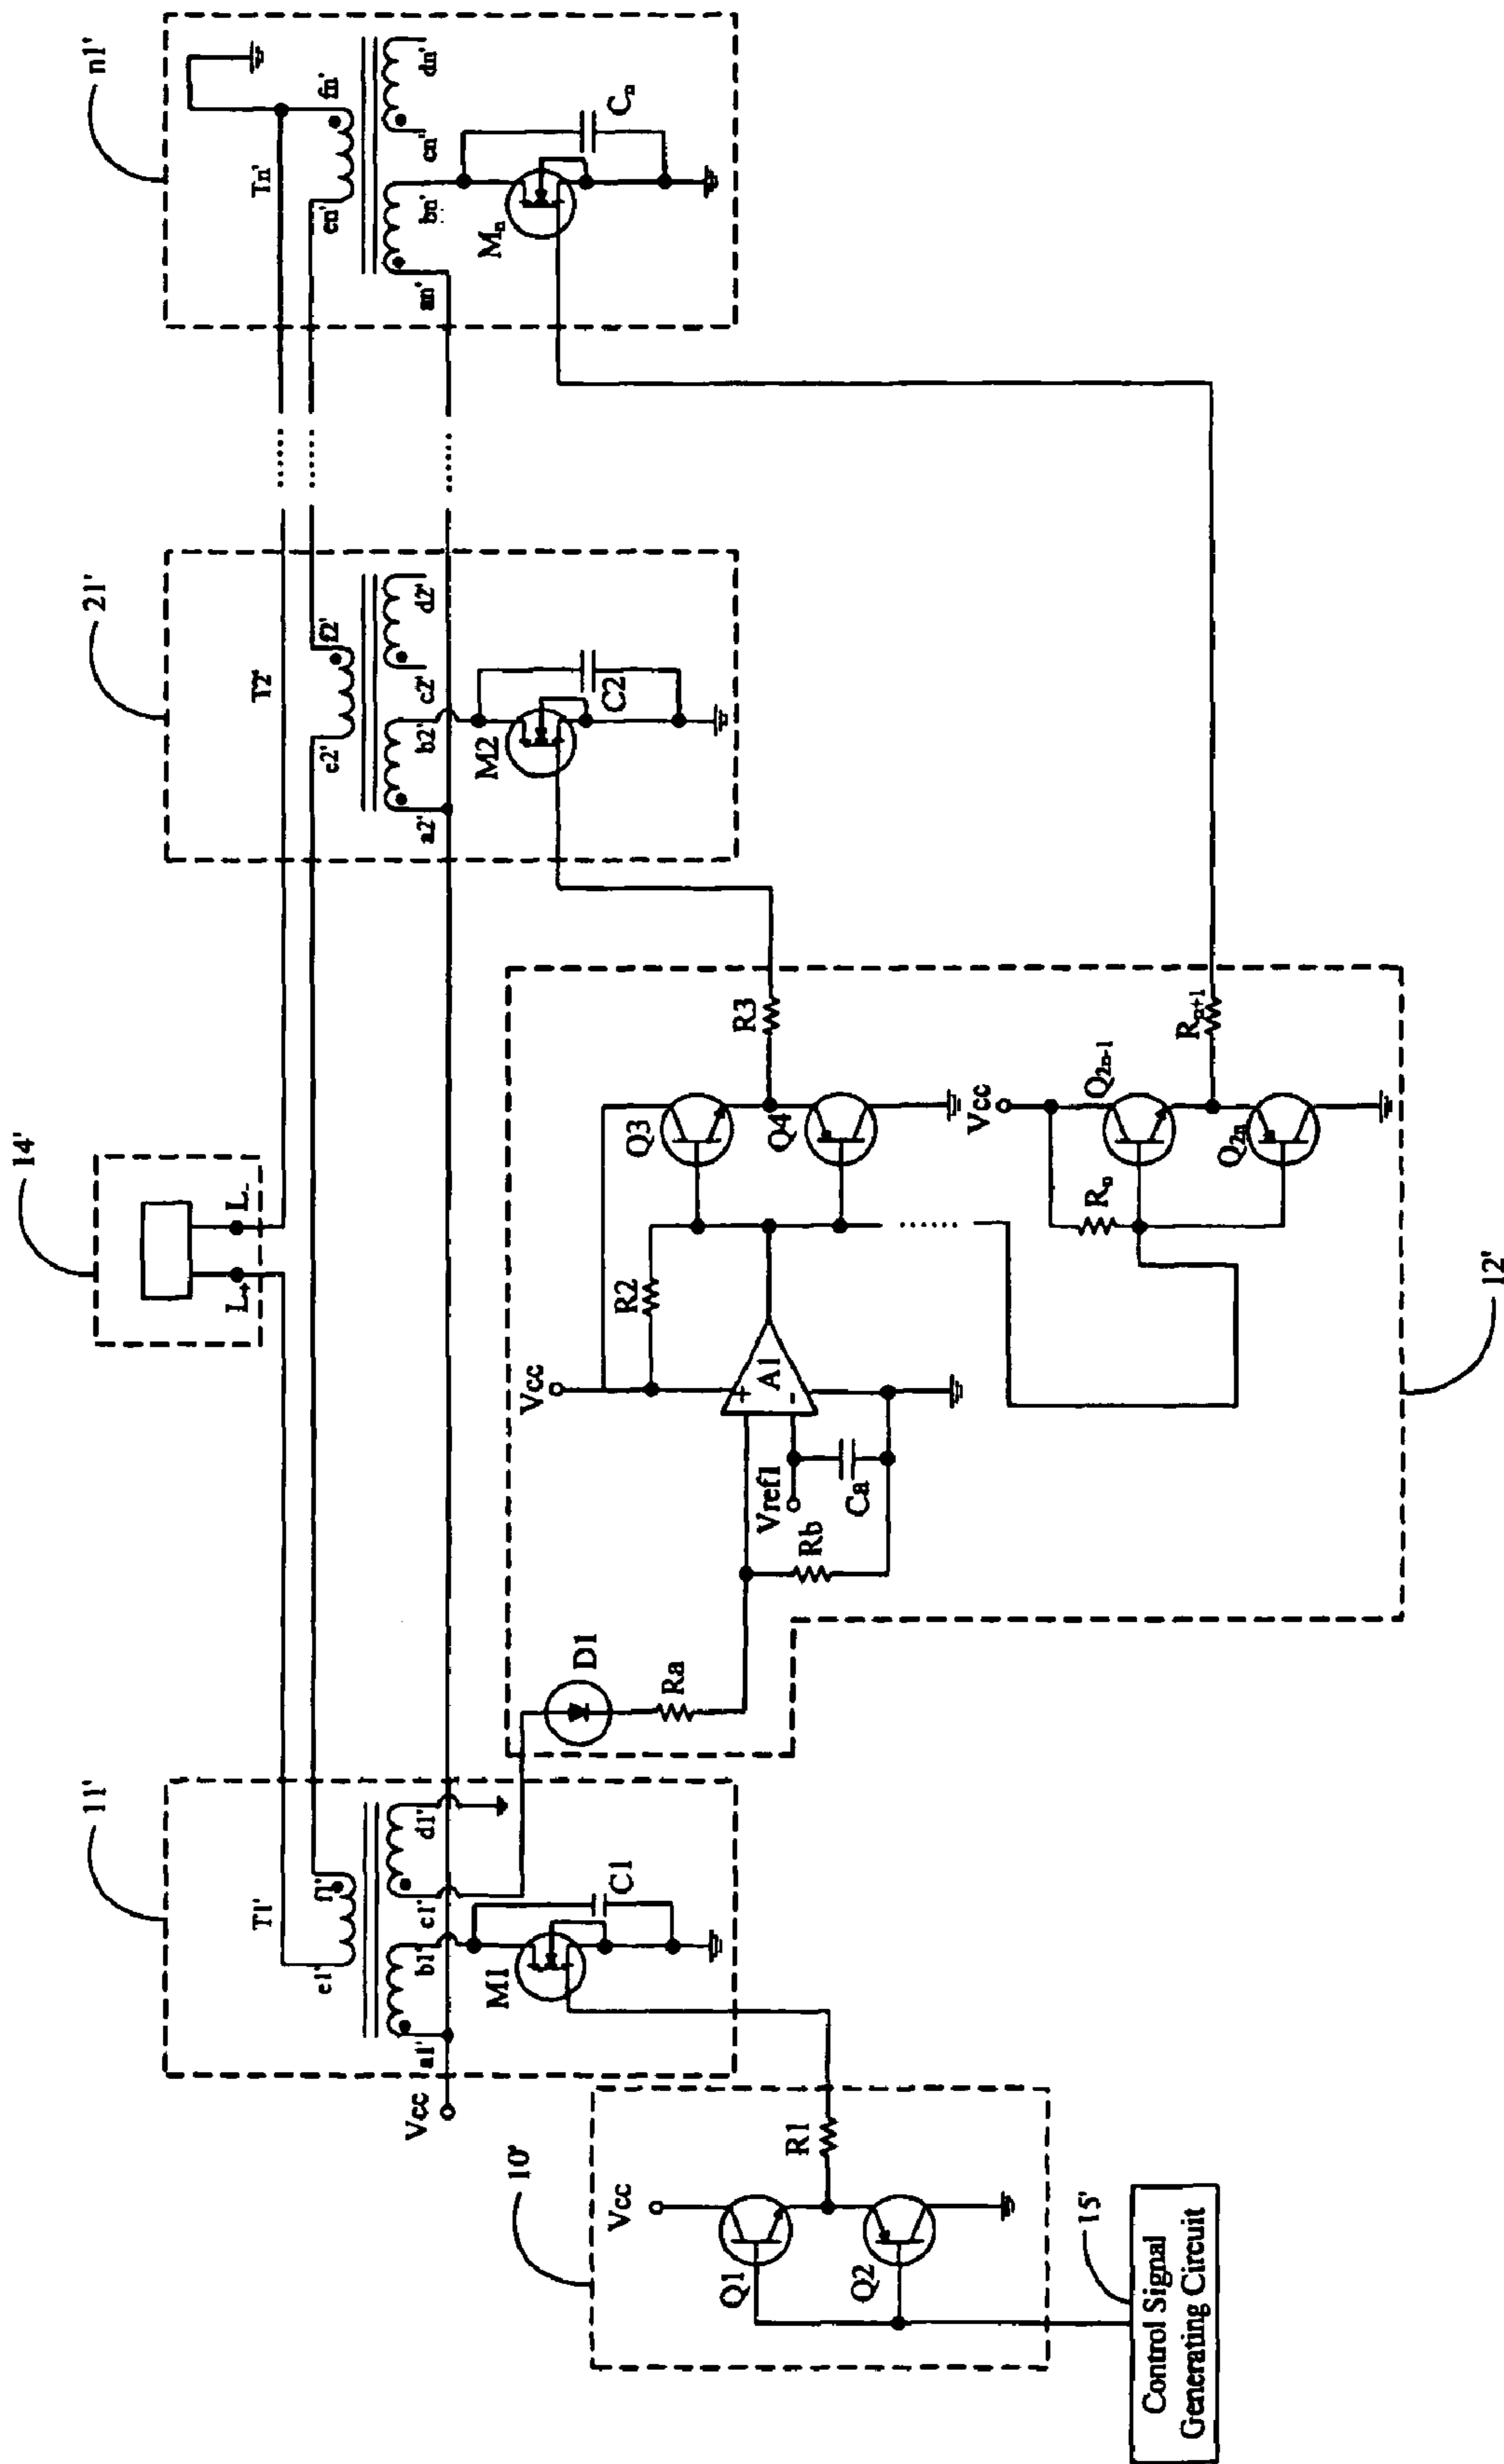 14'
L+
L-
11'
21'
n1'
T1'
e1'
f1'
a1'
b1'
c1'
d1'
Vcc
M1
C1
T2'
e2'
f2'
a2'
b2'
c2'
d2'
M2
C2
Tn'
en'
fn'
an'
bn'
cn'
dn'
Mn
Cn
10'
Vcc
Q1
Q2
R1
15'
Control Signal
Generating Circuit
12'
D1
Ra
Rb
Vref1
Ca
Vcc
+
-
A1
R2
Q3
Q4
R3
Vcc
Rn
Q2n-1
Q2n
Rn+1